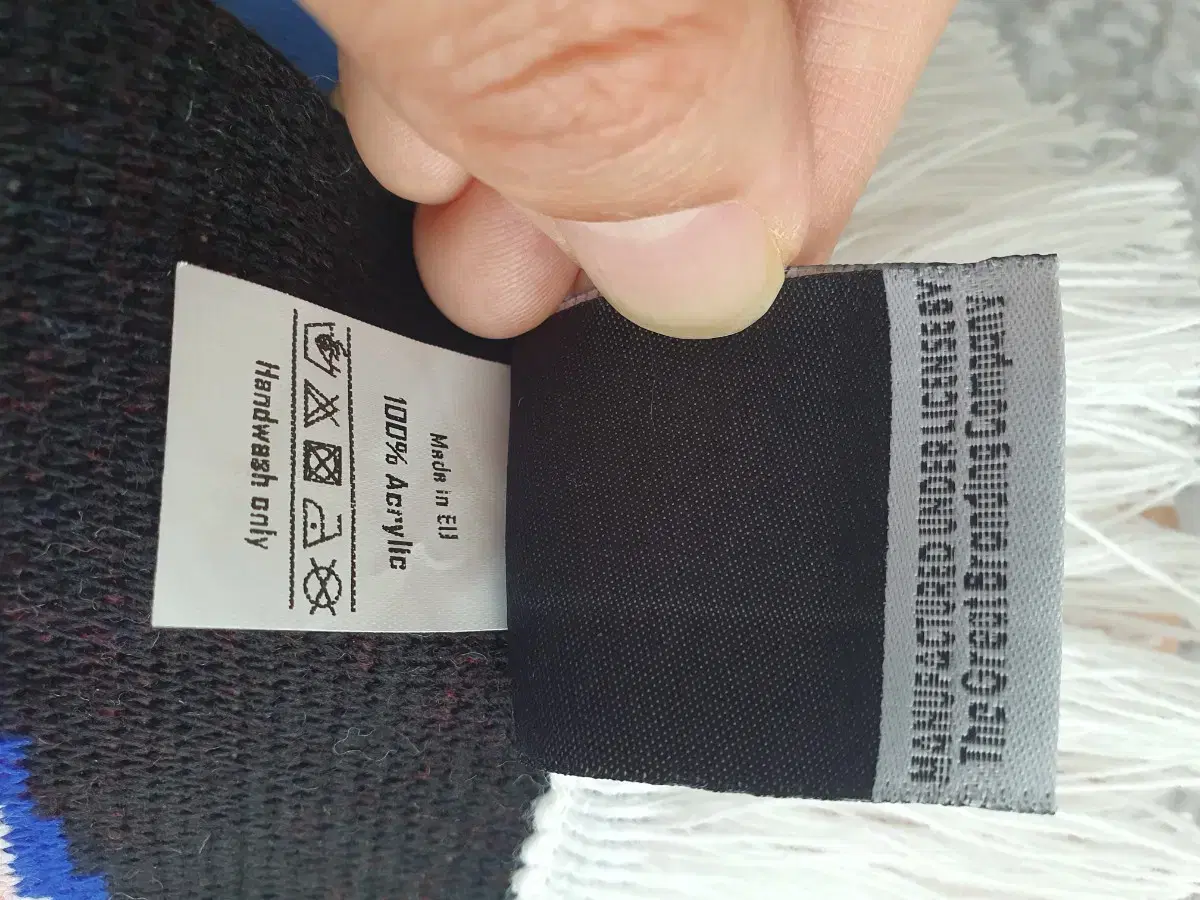 Made in EU
100% Acrylic
Handwash only
MANUFACTURED UNDER LICENSE BY
The Great Branding Company